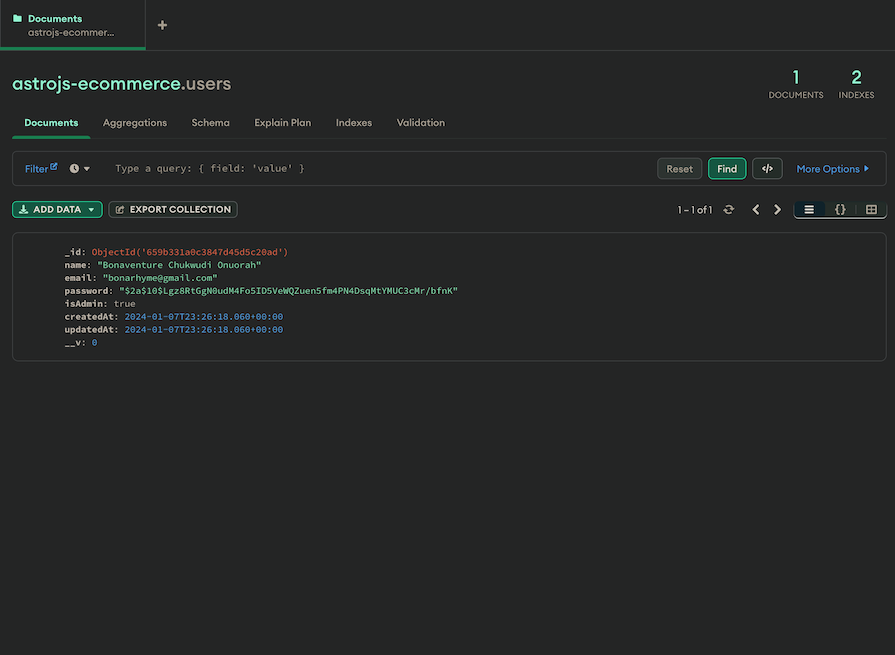 Documents
astrojs-ecommer...
astrojs-ecommerce.users
1
DOCUMENTS
2
INDEXES
Documents Aggregations Schema Explain Plan Indexes Validation
Filter Type a query: { field: 'value' } Reset Find </> More Options
ADD DATA EXPORT COLLECTION 1 – 1 of 1 {}
_id: ObjectId('659b331a0c3847d45d5c20ad')
name: "Bonaventure Chukwudi Onuorah"
email: "bonarhyme@gmail.com"
password: "$2a$10$Lgz8RtGgN0udM4Fo5ID5VeWQZuen5fm4PN4DsqMtYMUC3cMr/bfnK"
isAdmin: true
createdAt: 2024-01-07T23:26:18.060+00:00
updatedAt: 2024-01-07T23:26:18.060+00:00
__v: 0